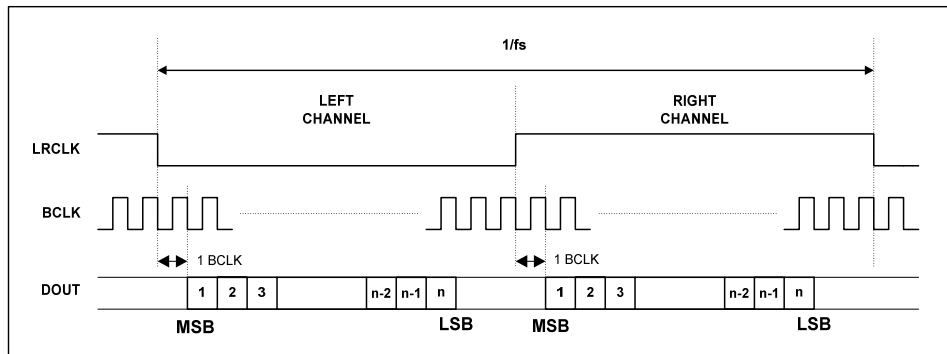 1/fs
LEFT
CHANNEL
RIGHT
CHANNEL
LRCLK
BCLK
1 BCLK
1 BCLK
DOUT
1 2 3 n-2 n-1 n 1 2 3 n-2 n-1 n
MSB LSB MSB LSB